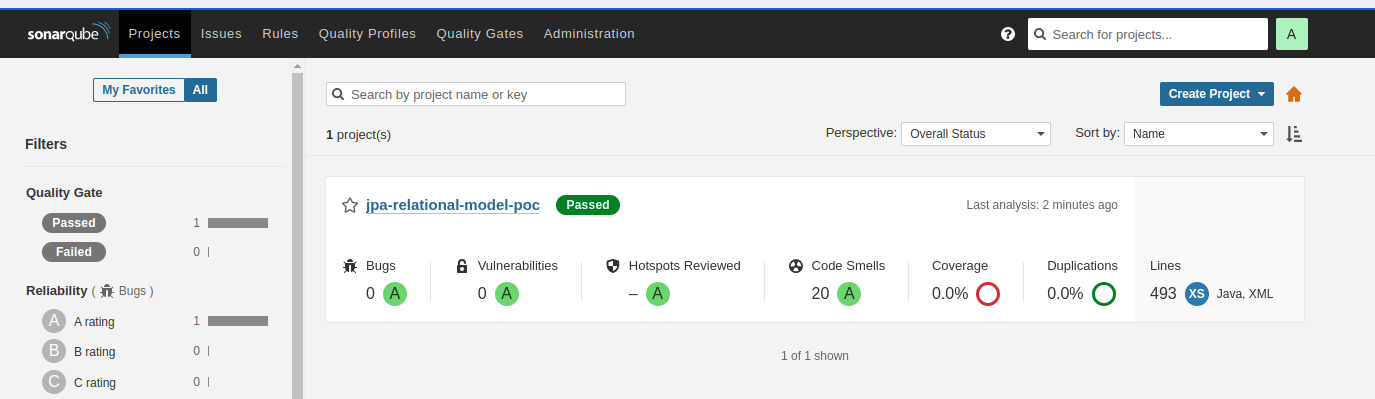 sonarqube Projects Issues Rules Quality Profiles Quality Gates Administration ? Search for projects... A
My Favorites All
Search by project name or key Create Project
1 project(s) Perspective: Overall Status Sort by: Name
Filters
Quality Gate
Passed 1
Failed 0
Reliability ( Bugs )
A A rating 1
B B rating 0
C C rating 0
jpa-relational-model-poc Passed Last analysis: 2 minutes ago
Bugs Vulnerabilities Hotspots Reviewed Code Smells Coverage Duplications Lines
0 A 0 A – A 20 A 0.0% 0.0% 493 XS Java, XML
1 of 1 shown